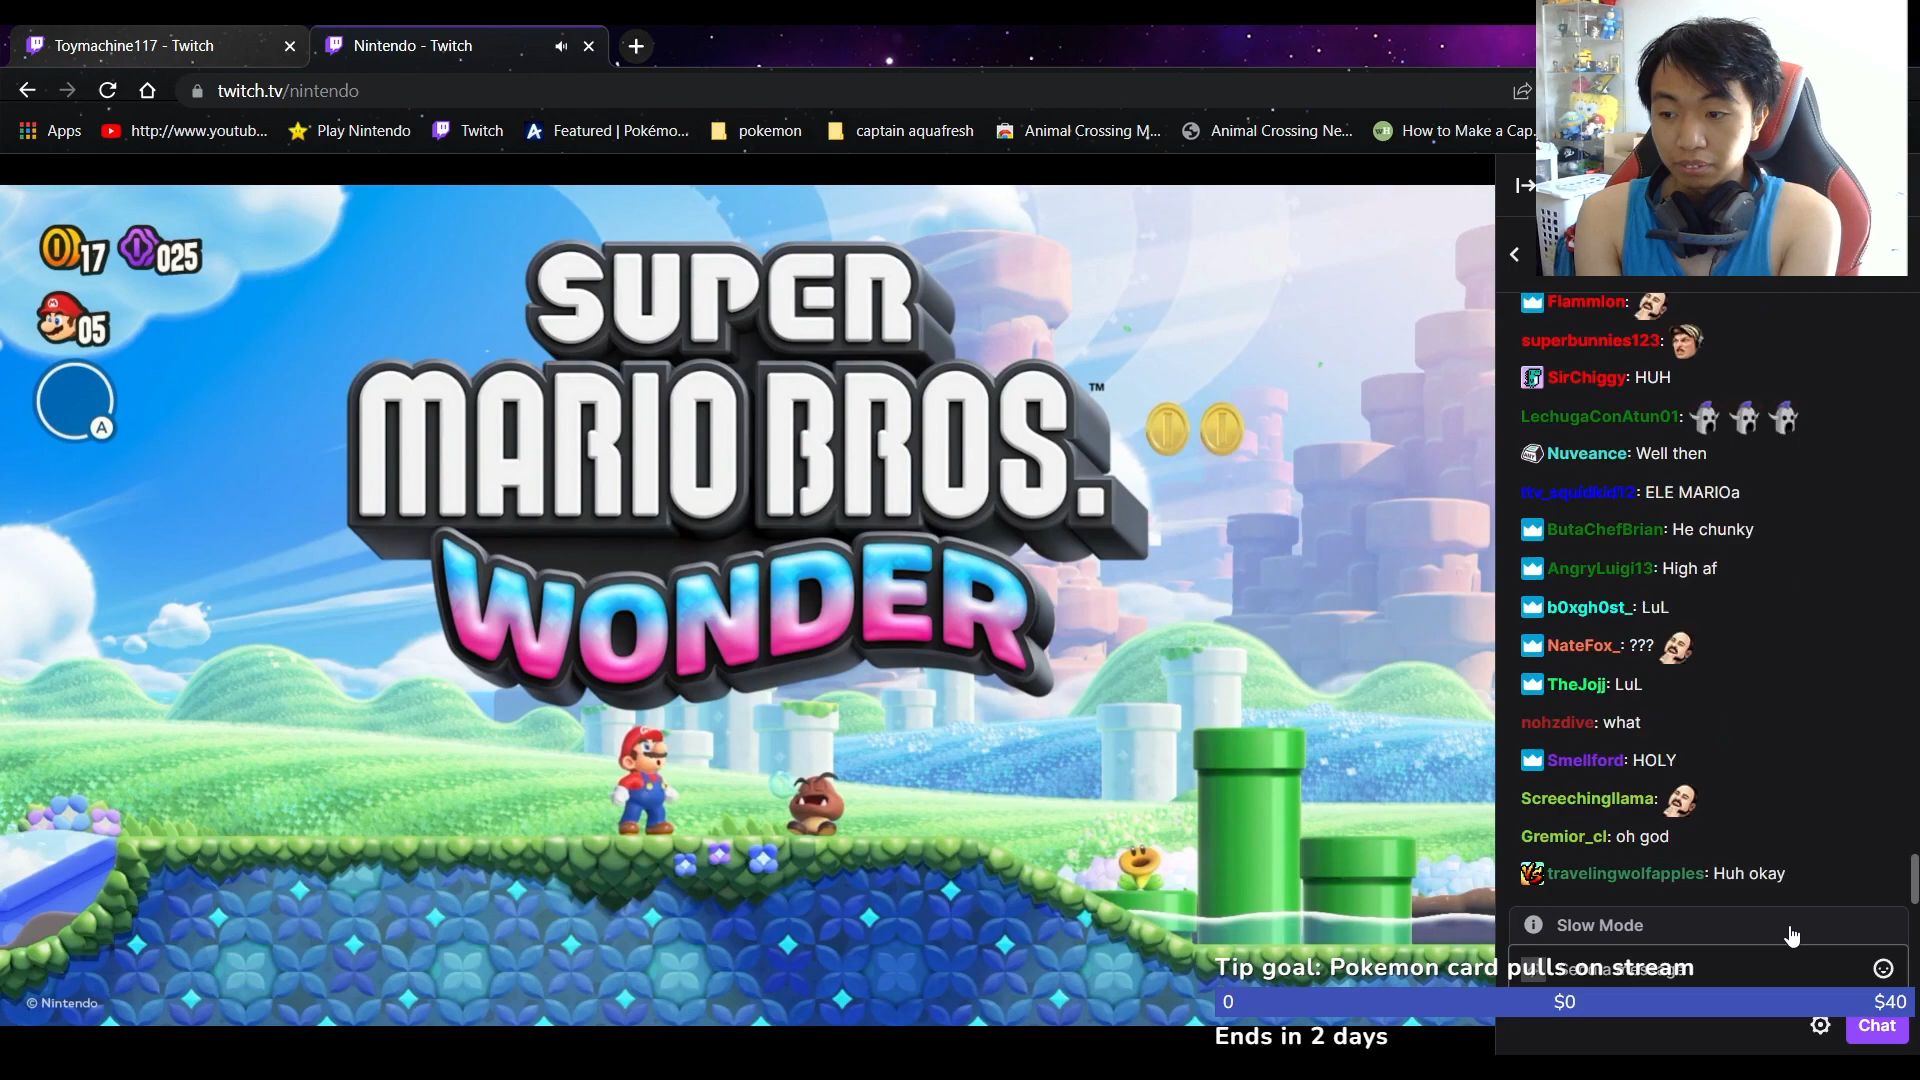 Toymachine117 - Twitch
Nintendo - Twitch
twitch.tv/nintendo
Apps
http://www.youtub...
Play Nintendo
Twitch
Featured | Pokémo...
pokemon
captain aquafresh
Animal Crossing M...
Animal Crossing Ne...
How to Make a Cap.
17
025
05
A
SUPER
MARIO BROS.
TM
WONDER
© Nintendo
Flammlon:
superbunnies123:
SirChiggy: HUH
LechugaConAtun01:
Nuveance: Well then
ttv_squidkid12: ELE MARIOa
ButaChefBrian: He chunky
AngryLuigi13: High af
b0xgh0st_: LuL
NateFox_: ???
TheJojj: LuL
nohzdive: what
Smellford: HOLY
Screechingllama:
Gremior_cl: oh god
travelingwolfapples: Huh okay
Slow Mode
Tip goal: Pokemon card pulls on stream
0 $0 $40
Ends in 2 days
Chat